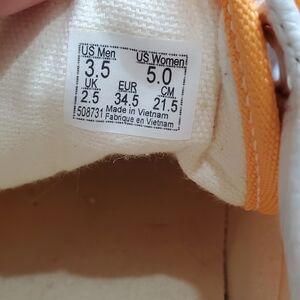 US Men US Women
3.5 5.0
UK EUR CM
2.5 34.5 21.5
508731 Made in Vietnam
Fabrique en Vietnam